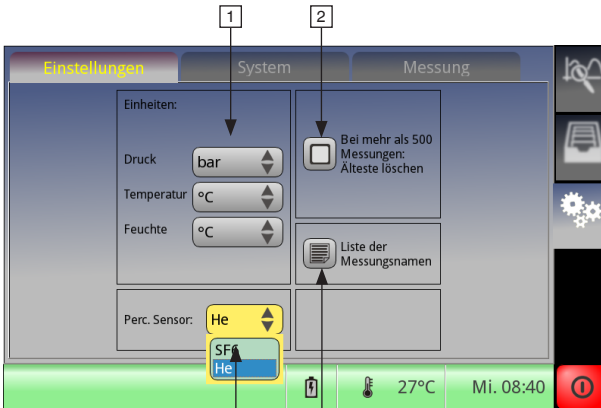 1
2
Einstellungen
System
Messung
Einheiten:
Druck
bar
Temperatur
°C
Feuchte
°C
Bei mehr als 500
Messungen:
Älteste löschen
Liste der
Messungsnamen
Perc. Sensor:
He
SF6
He
27°C
Mi. 08:40